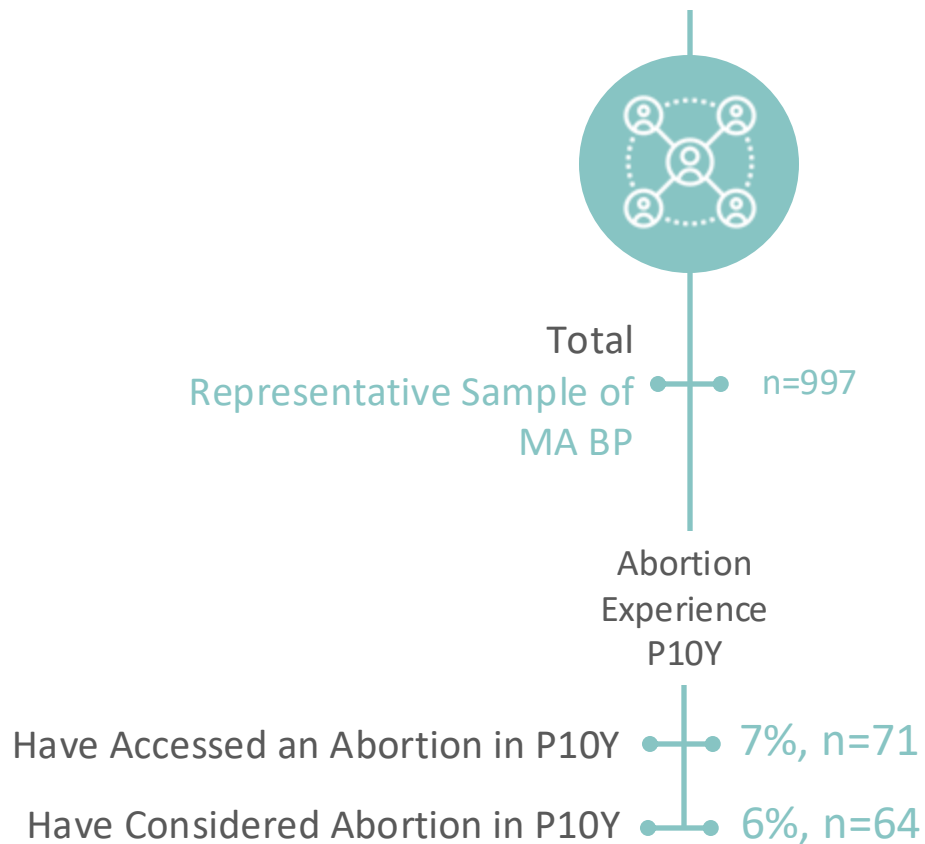 Total
Representative Sample of
MA BP
n=997
Abortion
Experience
P10Y
Have Accessed an Abortion in P10Y
7%, n=71
Have Considered Abortion in P10Y
6%, n=64